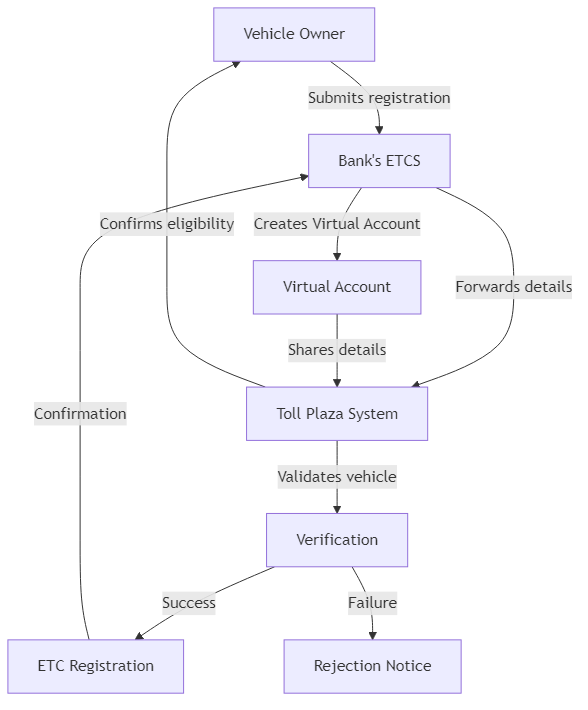 Vehicle Owner
Submits registration
Bank's ETCS
Confirms eligibility
Creates Virtual Account
Virtual Account
Forwards details
Shares details
Toll Plaza System
Confirmation
Validates vehicle
Verification
Success
Failure
ETC Registration
Rejection Notice